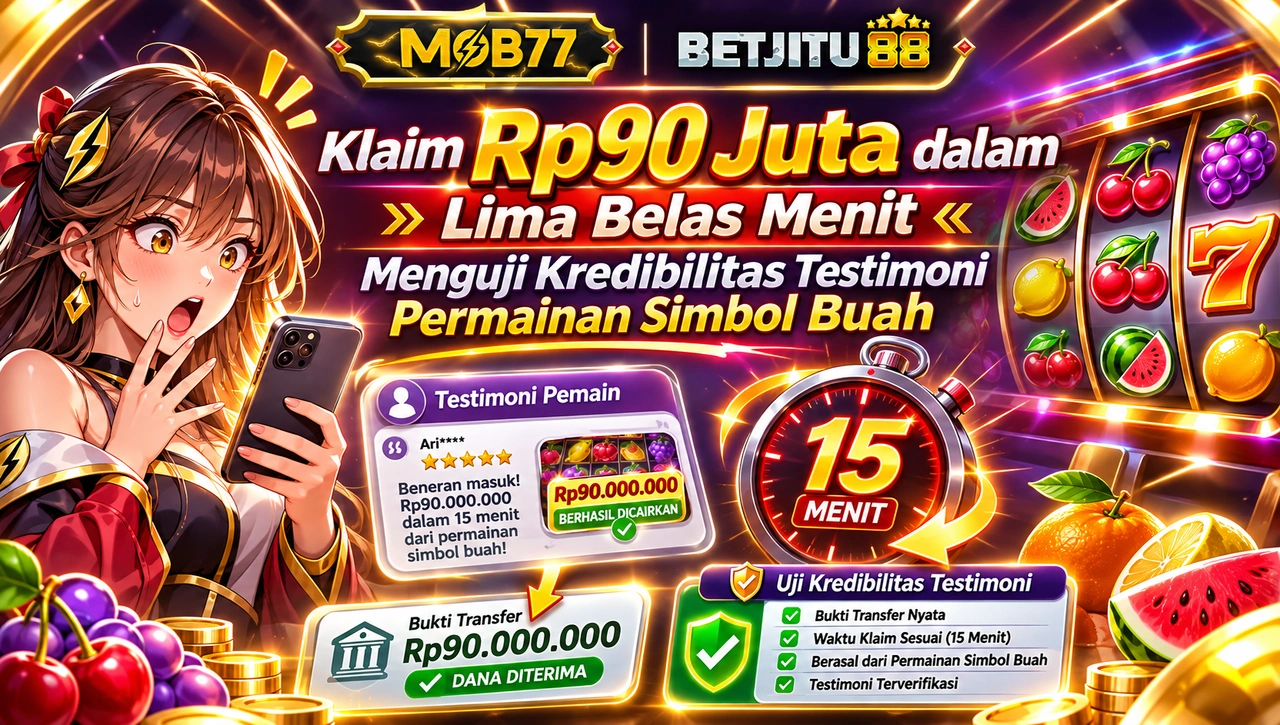 MOB77 | BETJITU 88
Klaim Rp90 Juta dalam
Lima Belas Menit
Menguji Kredibilitas Testimoni
Permainan Simbol Buah
7
Testimoni Pemain
Ari****
Beneran masuk!
Rp90.000.000
dalam 15 menit
dari permainan
simbol buah!
Rp90.000.000
BERHASIL DICAIRKAN
15
MENIT
Bukti Transfer
Rp90.000.000
DANA DITERIMA
Uji Kredibilitas Testimoni
Bukti Transfer Nyata
Waktu Klaim Sesuai (15 Menit)
Berasal dari Permainan Simbol Buah
Testimoni Terverifikasi